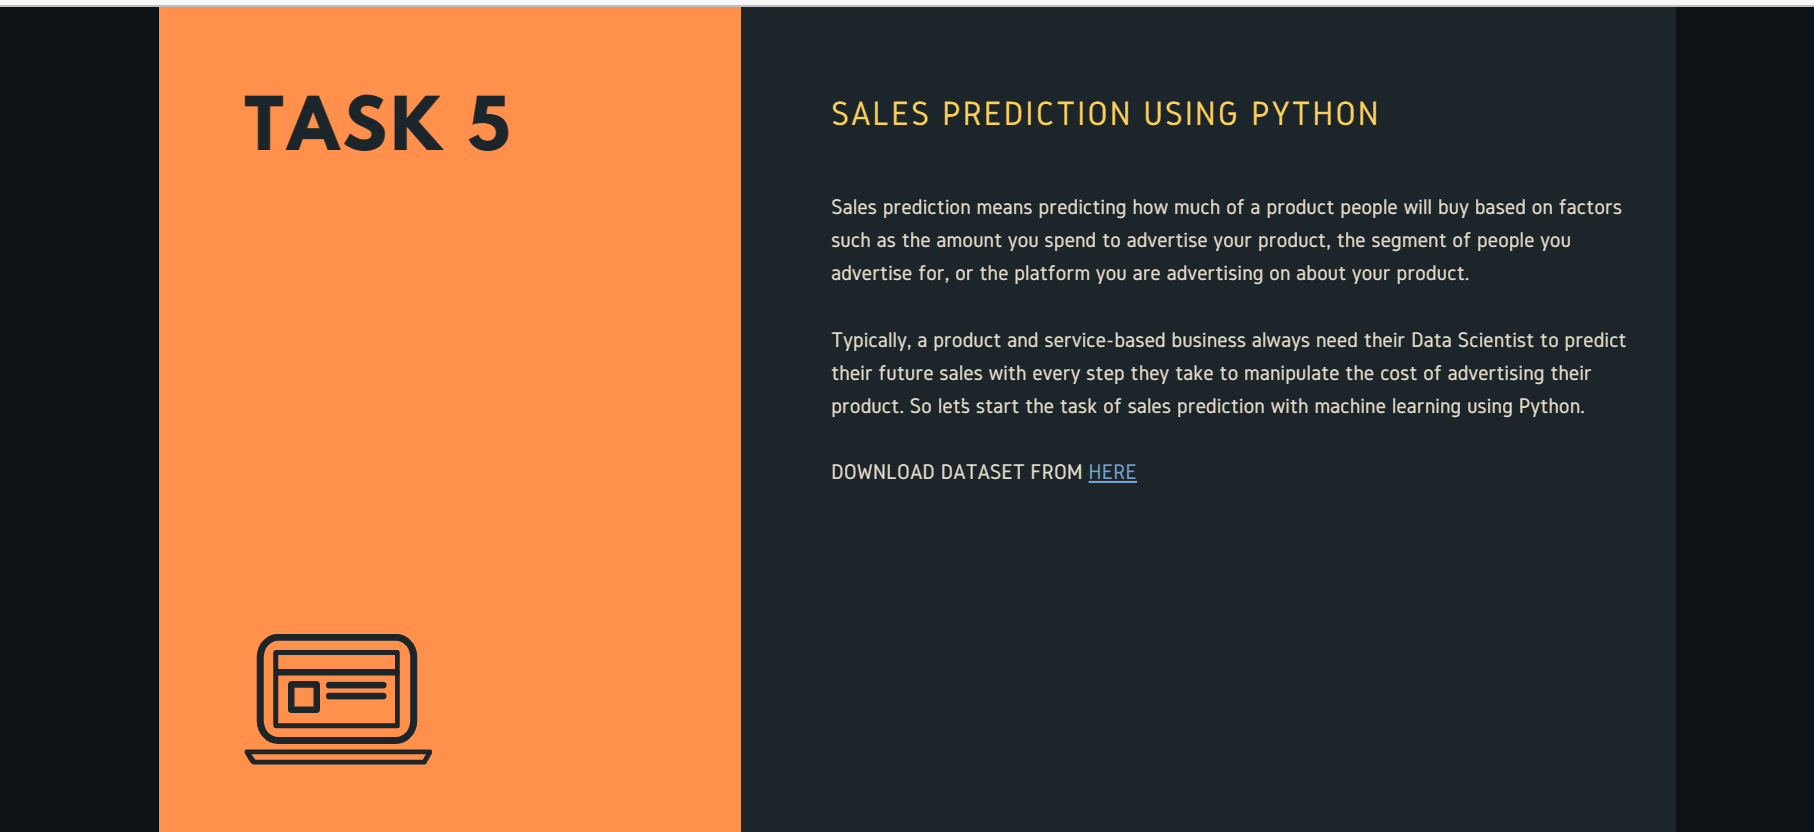 TASK 5
SALES PREDICTION USING PYTHON
Sales prediction means predicting how much of a product people will buy based on factors
such as the amount you spend to advertise your product, the segment of people you
advertise for, or the platform you are advertising on about your product.
Typically, a product and service-based business always need their Data Scientist to predict
their future sales with every step they take to manipulate the cost of advertising their
product. So let's start the task of sales prediction with machine learning using Python.
DOWNLOAD DATASET FROM HERE